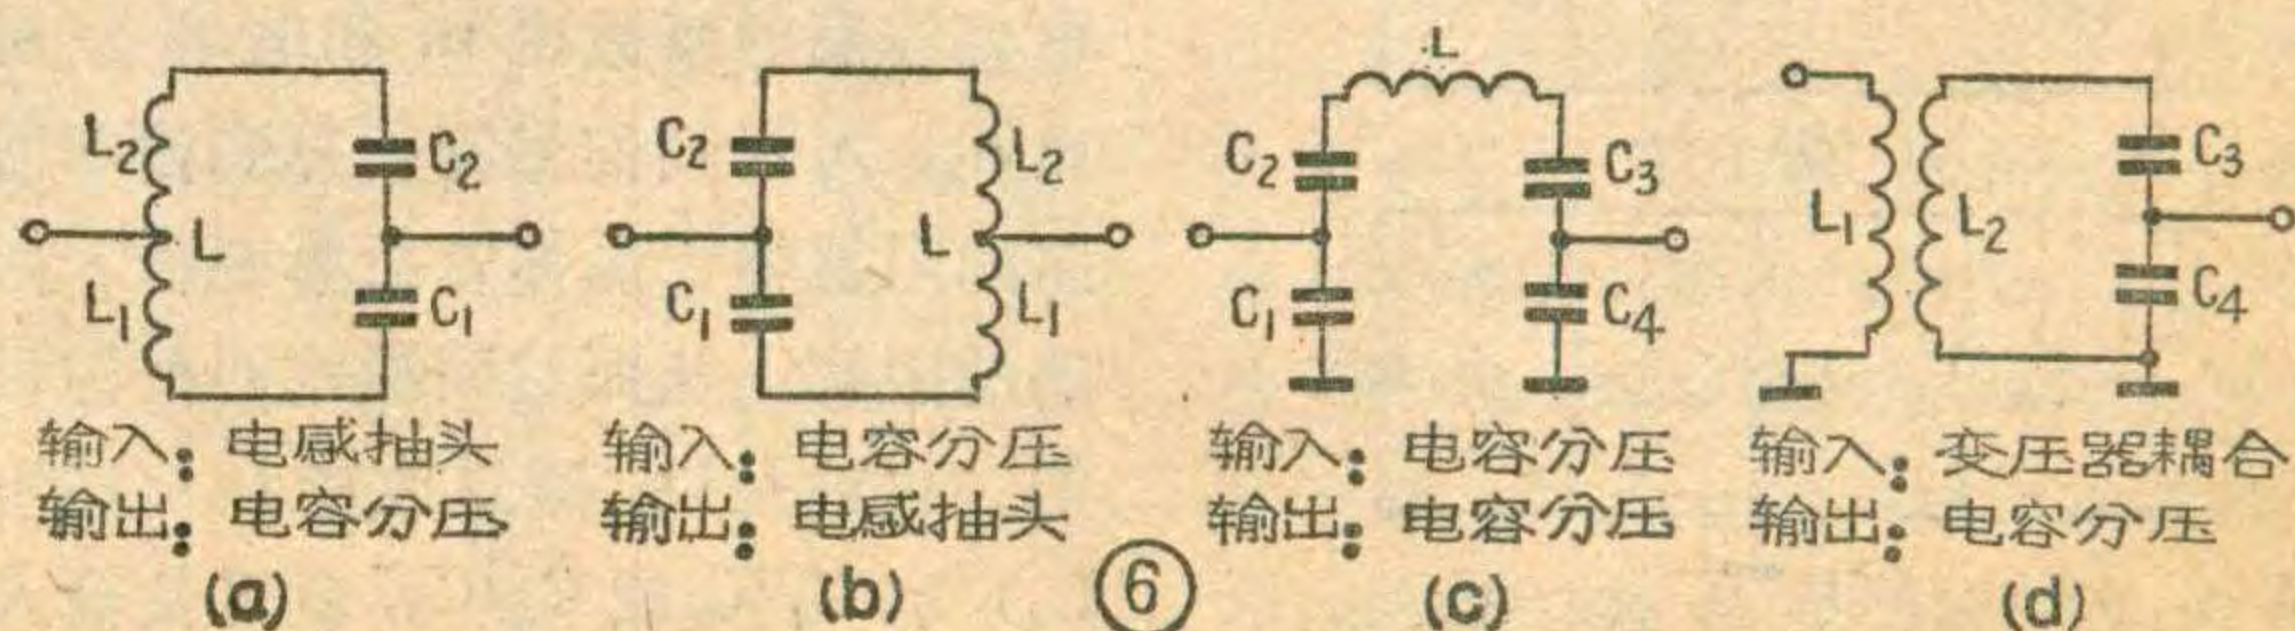 L2 L L1 C2 C1
输入: 电感抽头
输出: 电容分压
(a)
C2 C1 L2 L L1
输入: 电容分压
输出: 电感抽头
(b)
⑥
L C2 C1 C3 C4
输入: 电容分压
输出: 电容分压
(c)
L1 L2 C3 C4
输入: 变压器耦合
输出: 电容分压
(d)